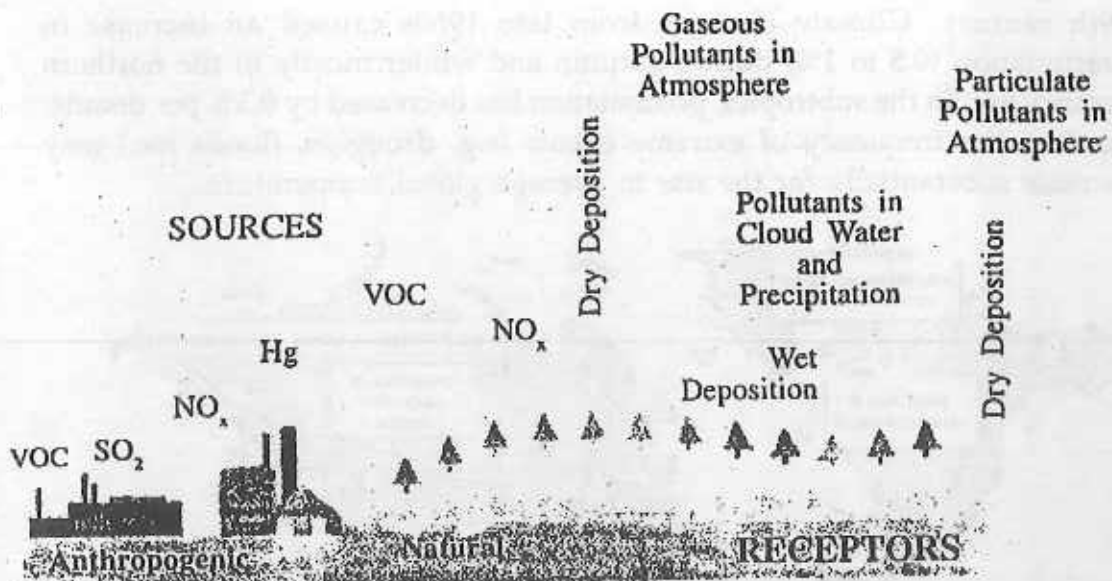 Gaseous
Pollutants in
Atmosphere
Particulate
Pollutants in
Atmosphere
Dry Deposition
SOURCES
Pollutants in
Cloud Water
and
Precipitation
Dry Deposition
VOC
NOx
Hg
Wet
Deposition
NOx
VOC
SO2
Anthropogenic
Natural
RECEPTORS